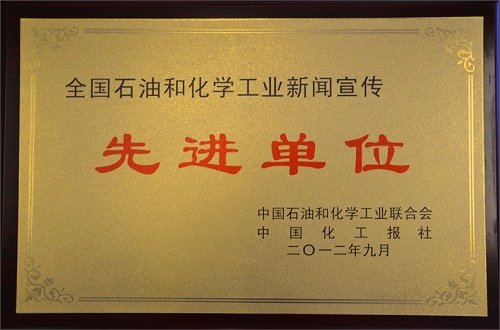 全国石油和化学工业新闻宣传
先进单位
中国石油和化学工业联合会
中国化工报社
二〇一二年九月